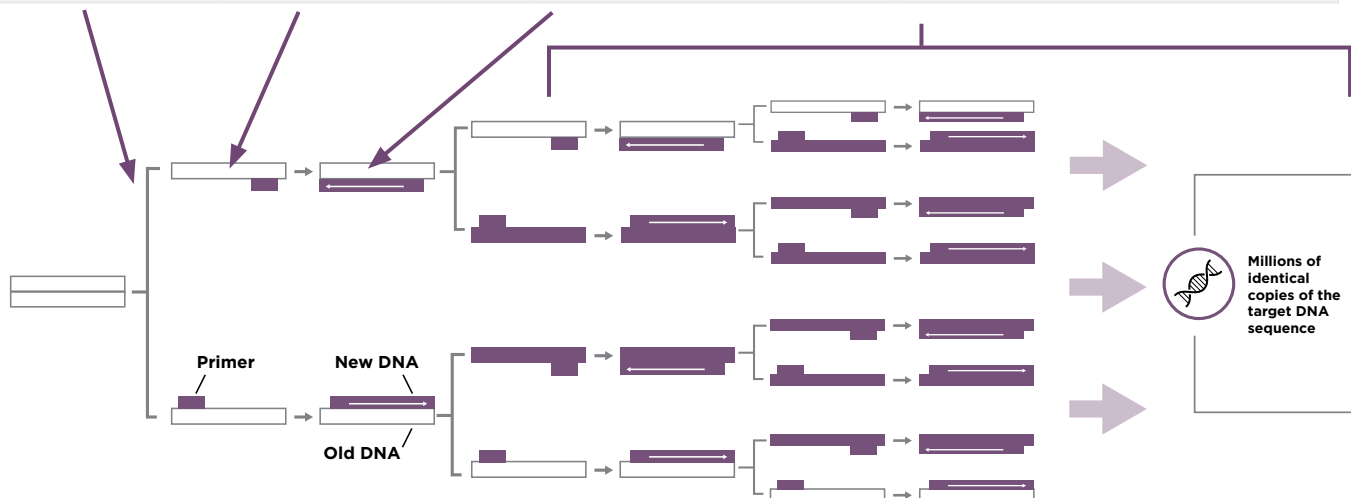 Primer
New DNA
Old DNA
Millions of
identical
copies of the
target DNA
sequence